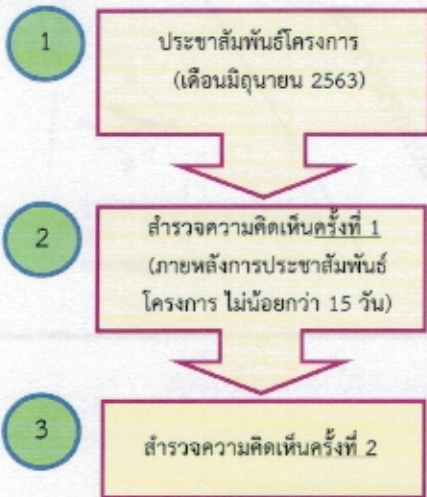 1
ประชาสัมพันธ์โครงการ
(เดือนมิถุนายน 2563)
2
สำรวจความคิดเห็นครั้งที่ 1
(ภายหลังการประชาสัมพันธ์
โครงการ ไม่น้อยกว่า 15 วัน)
3
สำรวจความคิดเห็นครั้งที่ 2